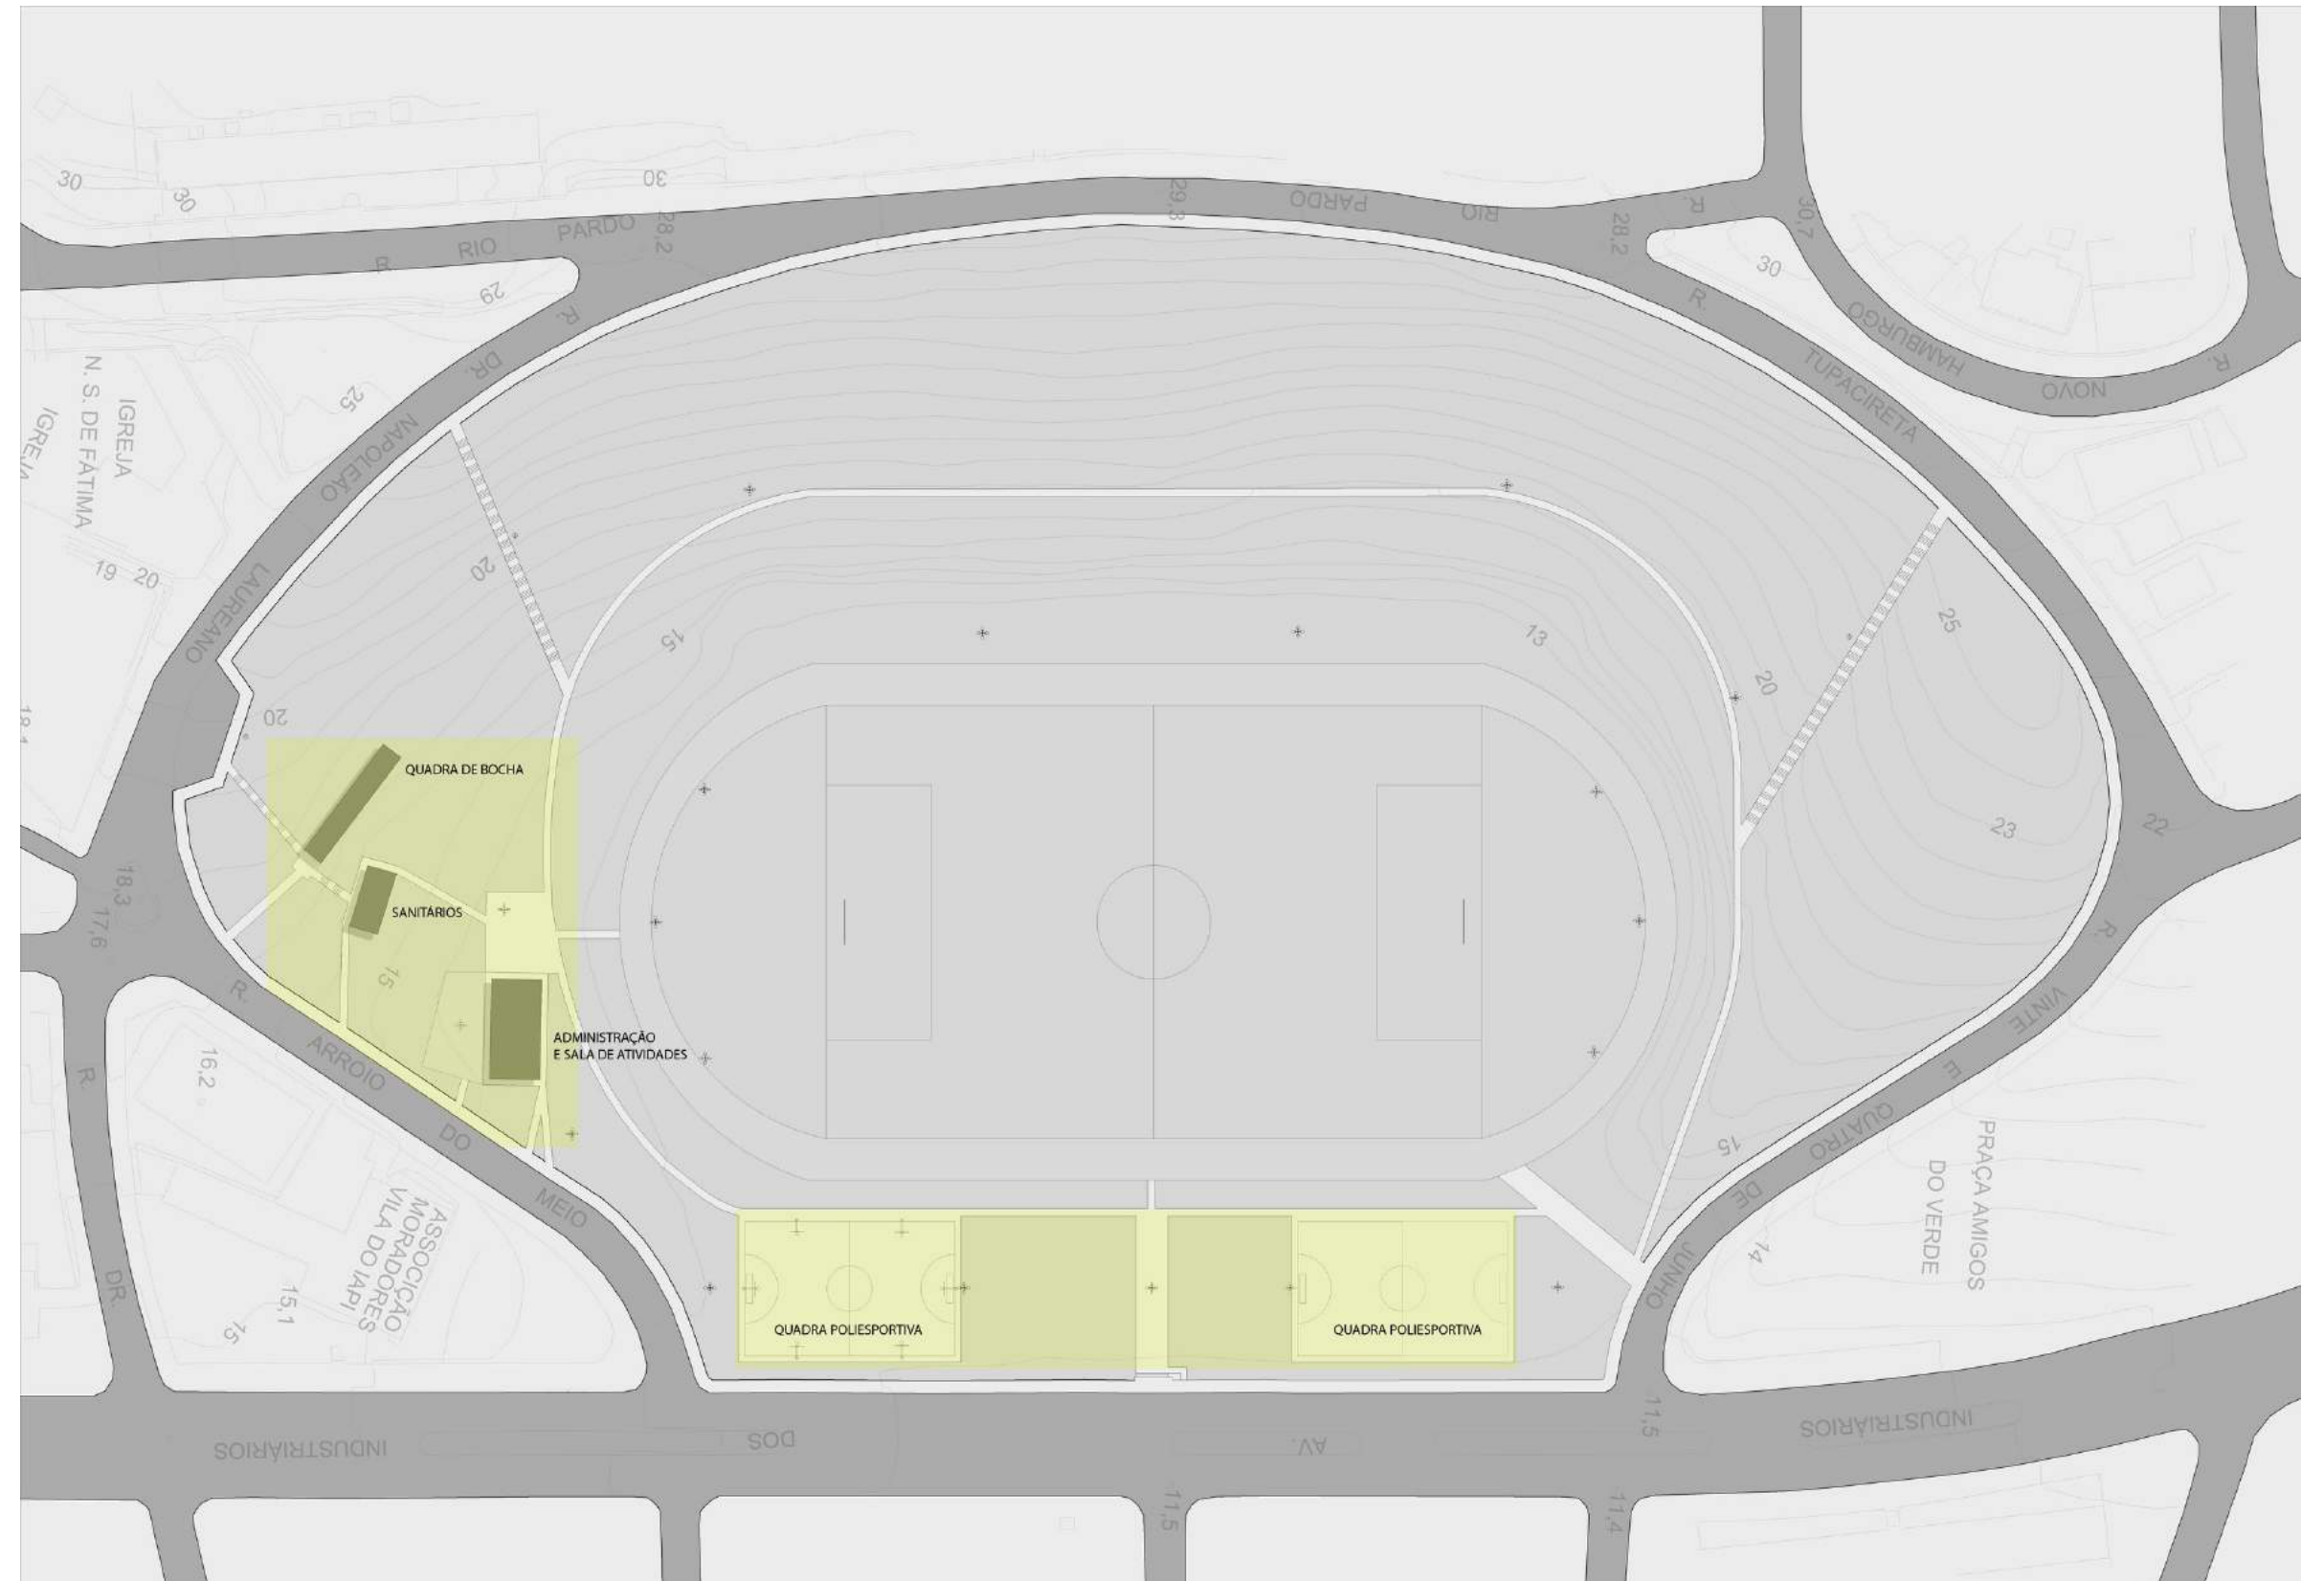 30
30
30
28,2
29,3
R
RIO
PARDO
PARDO
RIO
R.
28,2
30,7
29
30
R.
DR.
NAPOLEÃO
LAUREANO
R.
TUPACIRETA
HAMBURGO
NOVO
R.
25
IGREJA
N. S. DE FÁTIMA
IGREJA
19
20
20
15
13
20
25
20
QUADRA DE BOCHA
SANITÁRIOS
15
ADMINISTRAÇÃO
E SALA DE ATIVIDADES
23
22
18,3
17,6
R.
ARROIO
DO
MEIO
R.
VINTE
E
QUATRO
DE
JUNHO
15
14
PRAÇA AMIGOS
DO VERDE
16,2
R.
DR.
ASSOCIÇÃO
MORADORES
VILA DO IAPI
15,1
15
QUADRA POLIESPORTIVA
QUADRA POLIESPORTIVA
INDUSTRIÁRIOS
DOS
AV.
11,5
INDUSTRIÁRIOS
11,5
11,4